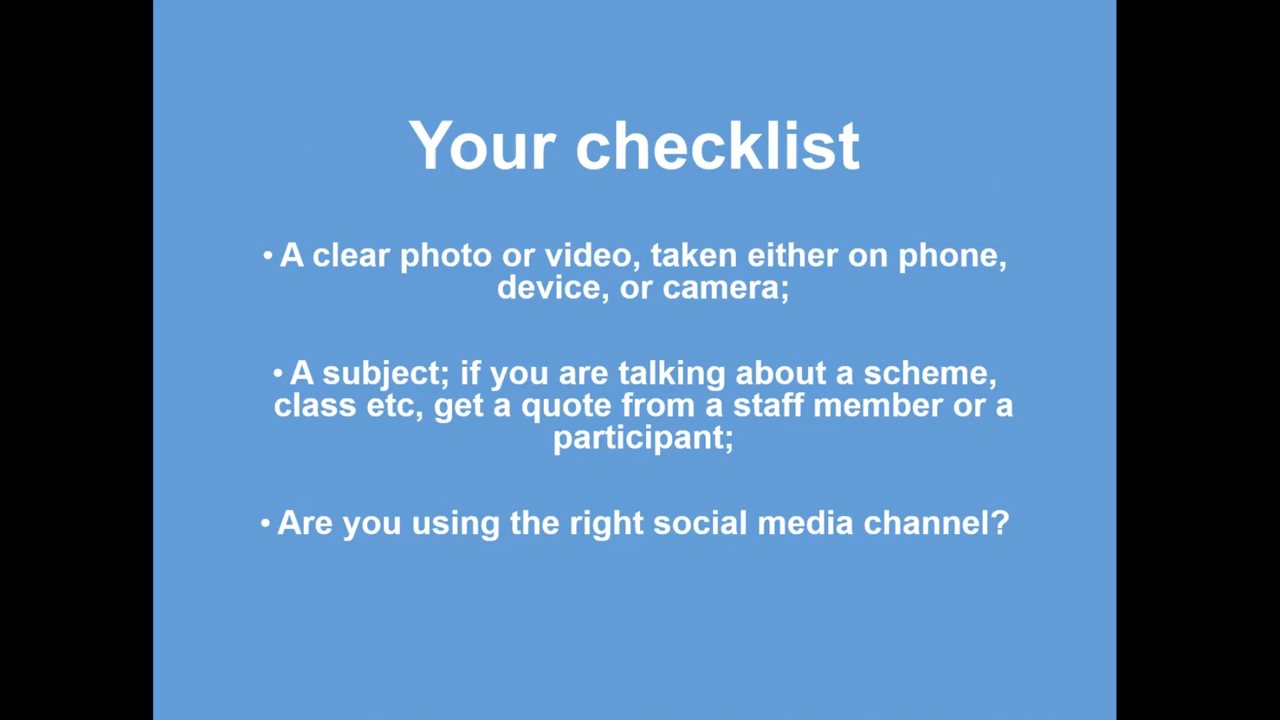 Your checklist
• A clear photo or video, taken either on phone,
device, or camera;
• A subject; if you are talking about a scheme,
class etc, get a quote from a staff member or a
participant;
• Are you using the right social media channel?